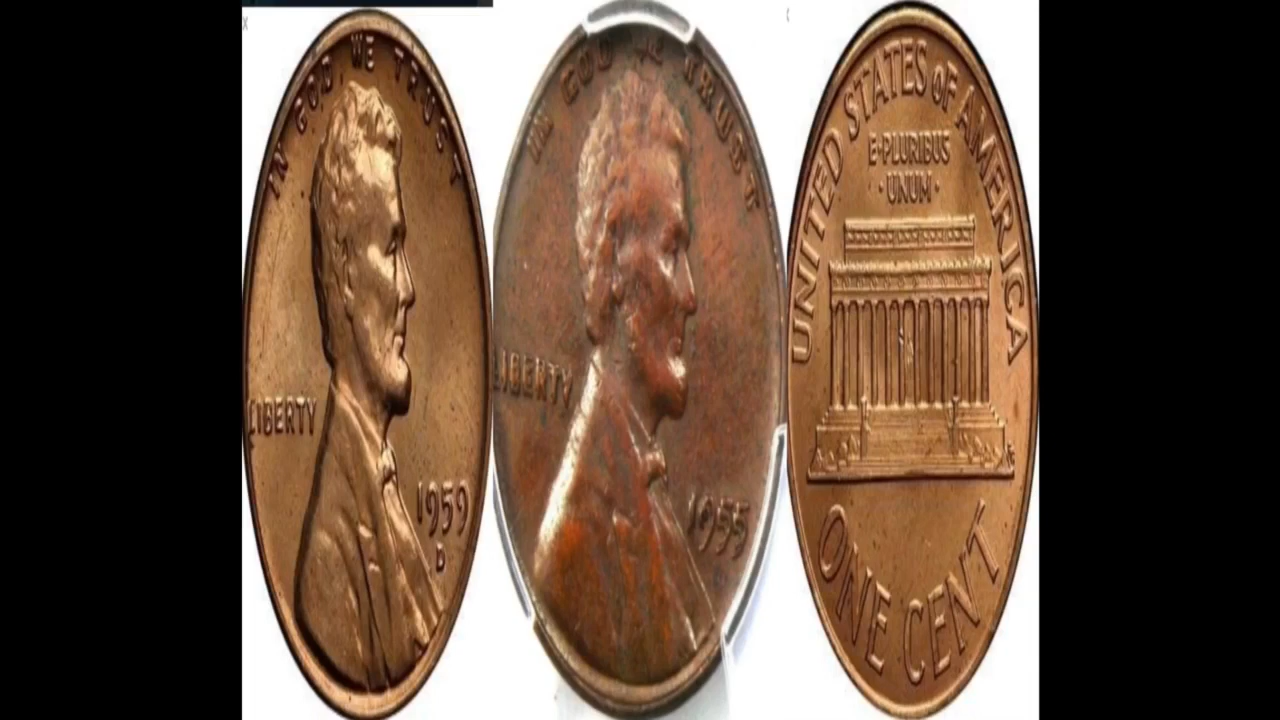 IN GOD WE TRUST
LIBERTY
1959
D
IN GOD WE TRUST
LIBERTY
1955
UNITED STATES OF AMERICA
E·PLURIBUS
·UNUM·
ONE CENT